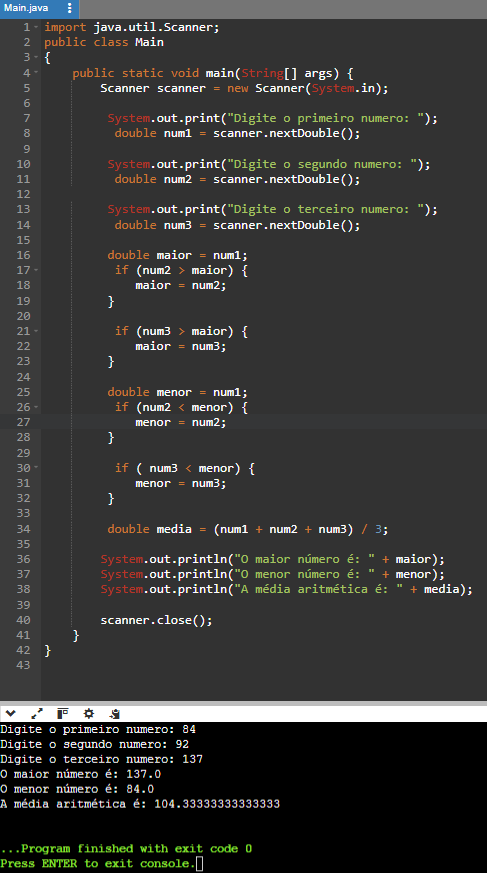 Main.java
1 import java.util.Scanner;
2 public class Main
3 {
4 public static void main(String[] args) {
5 Scanner scanner = new Scanner(System.in);
6
7 System.out.print("Digite o primeiro numero: ");
8 double num1 = scanner.nextDouble();
9
10 System.out.print("Digite o segundo numero: ");
11 double num2 = scanner.nextDouble();
12
13 System.out.print("Digite o terceiro numero: ");
14 double num3 = scanner.nextDouble();
15
16 double maior = num1;
17 if (num2 > maior) {
18 maior = num2;
19 }
20
21 if (num3 > maior) {
22 maior = num3;
23 }
24
25 double menor = num1;
26 if (num2 < menor) {
27 menor = num2;
28 }
29
30 if ( num3 < menor) {
31 menor = num3;
32 }
33
34 double media = (num1 + num2 + num3) / 3;
35
36 System.out.println("O maior número é: " + maior);
37 System.out.println("O menor número é: " + menor);
38 System.out.println("A média aritmética é: " + media);
39
40 scanner.close();
41 }
42 }
43
Digite o primeiro numero: 84
Digite o segundo numero: 92
Digite o terceiro numero: 137
O maior número é: 137.0
O menor número é: 84.0
A média aritmética é: 104.33333333333333
...Program finished with exit code 0
Press ENTER to exit console.